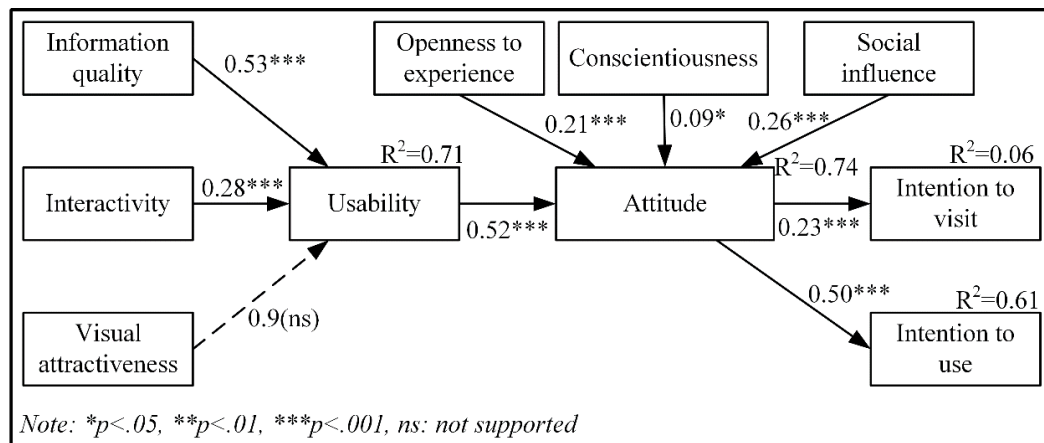 Information
quality
Openness to
experience
Conscientiousness
Social
influence
0.53***
0.21***
0.09*
0.26***
R²=0.71
R²=0.74
R²=0.06
Interactivity
0.28***
Usability
0.52***
Attitude
0.23***
Intention to
visit
0.9(ns)
0.50***
R²=0.61
Visual
attractiveness
Intention to
use
Note: *p<.05, **p<.01, ***p<.001, ns: not supported